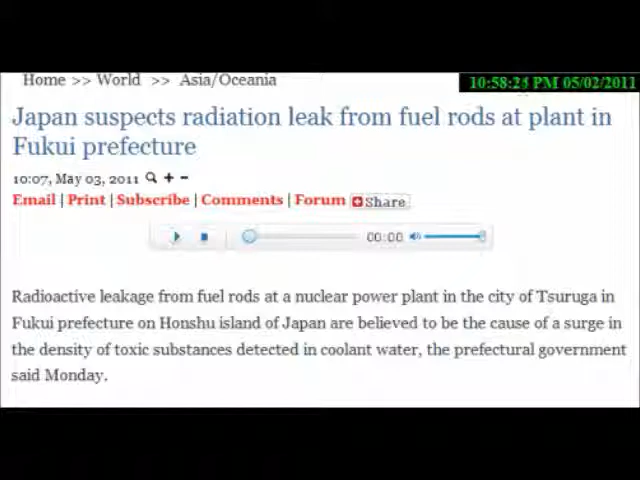 Home >> World >> Asia/Oceania
10:58:24 PM 05/02/2011
Japan suspects radiation leak from fuel rods at plant in
Fukui prefecture
10:07, May 03, 2011 + -
Email | Print | Subscribe | Comments | Forum Share
00:00
Radioactive leakage from fuel rods at a nuclear power plant in the city of Tsuruga in
Fukui prefecture on Honshu island of Japan are believed to be the cause of a surge in
the density of toxic substances detected in coolant water, the prefectural government
said Monday.